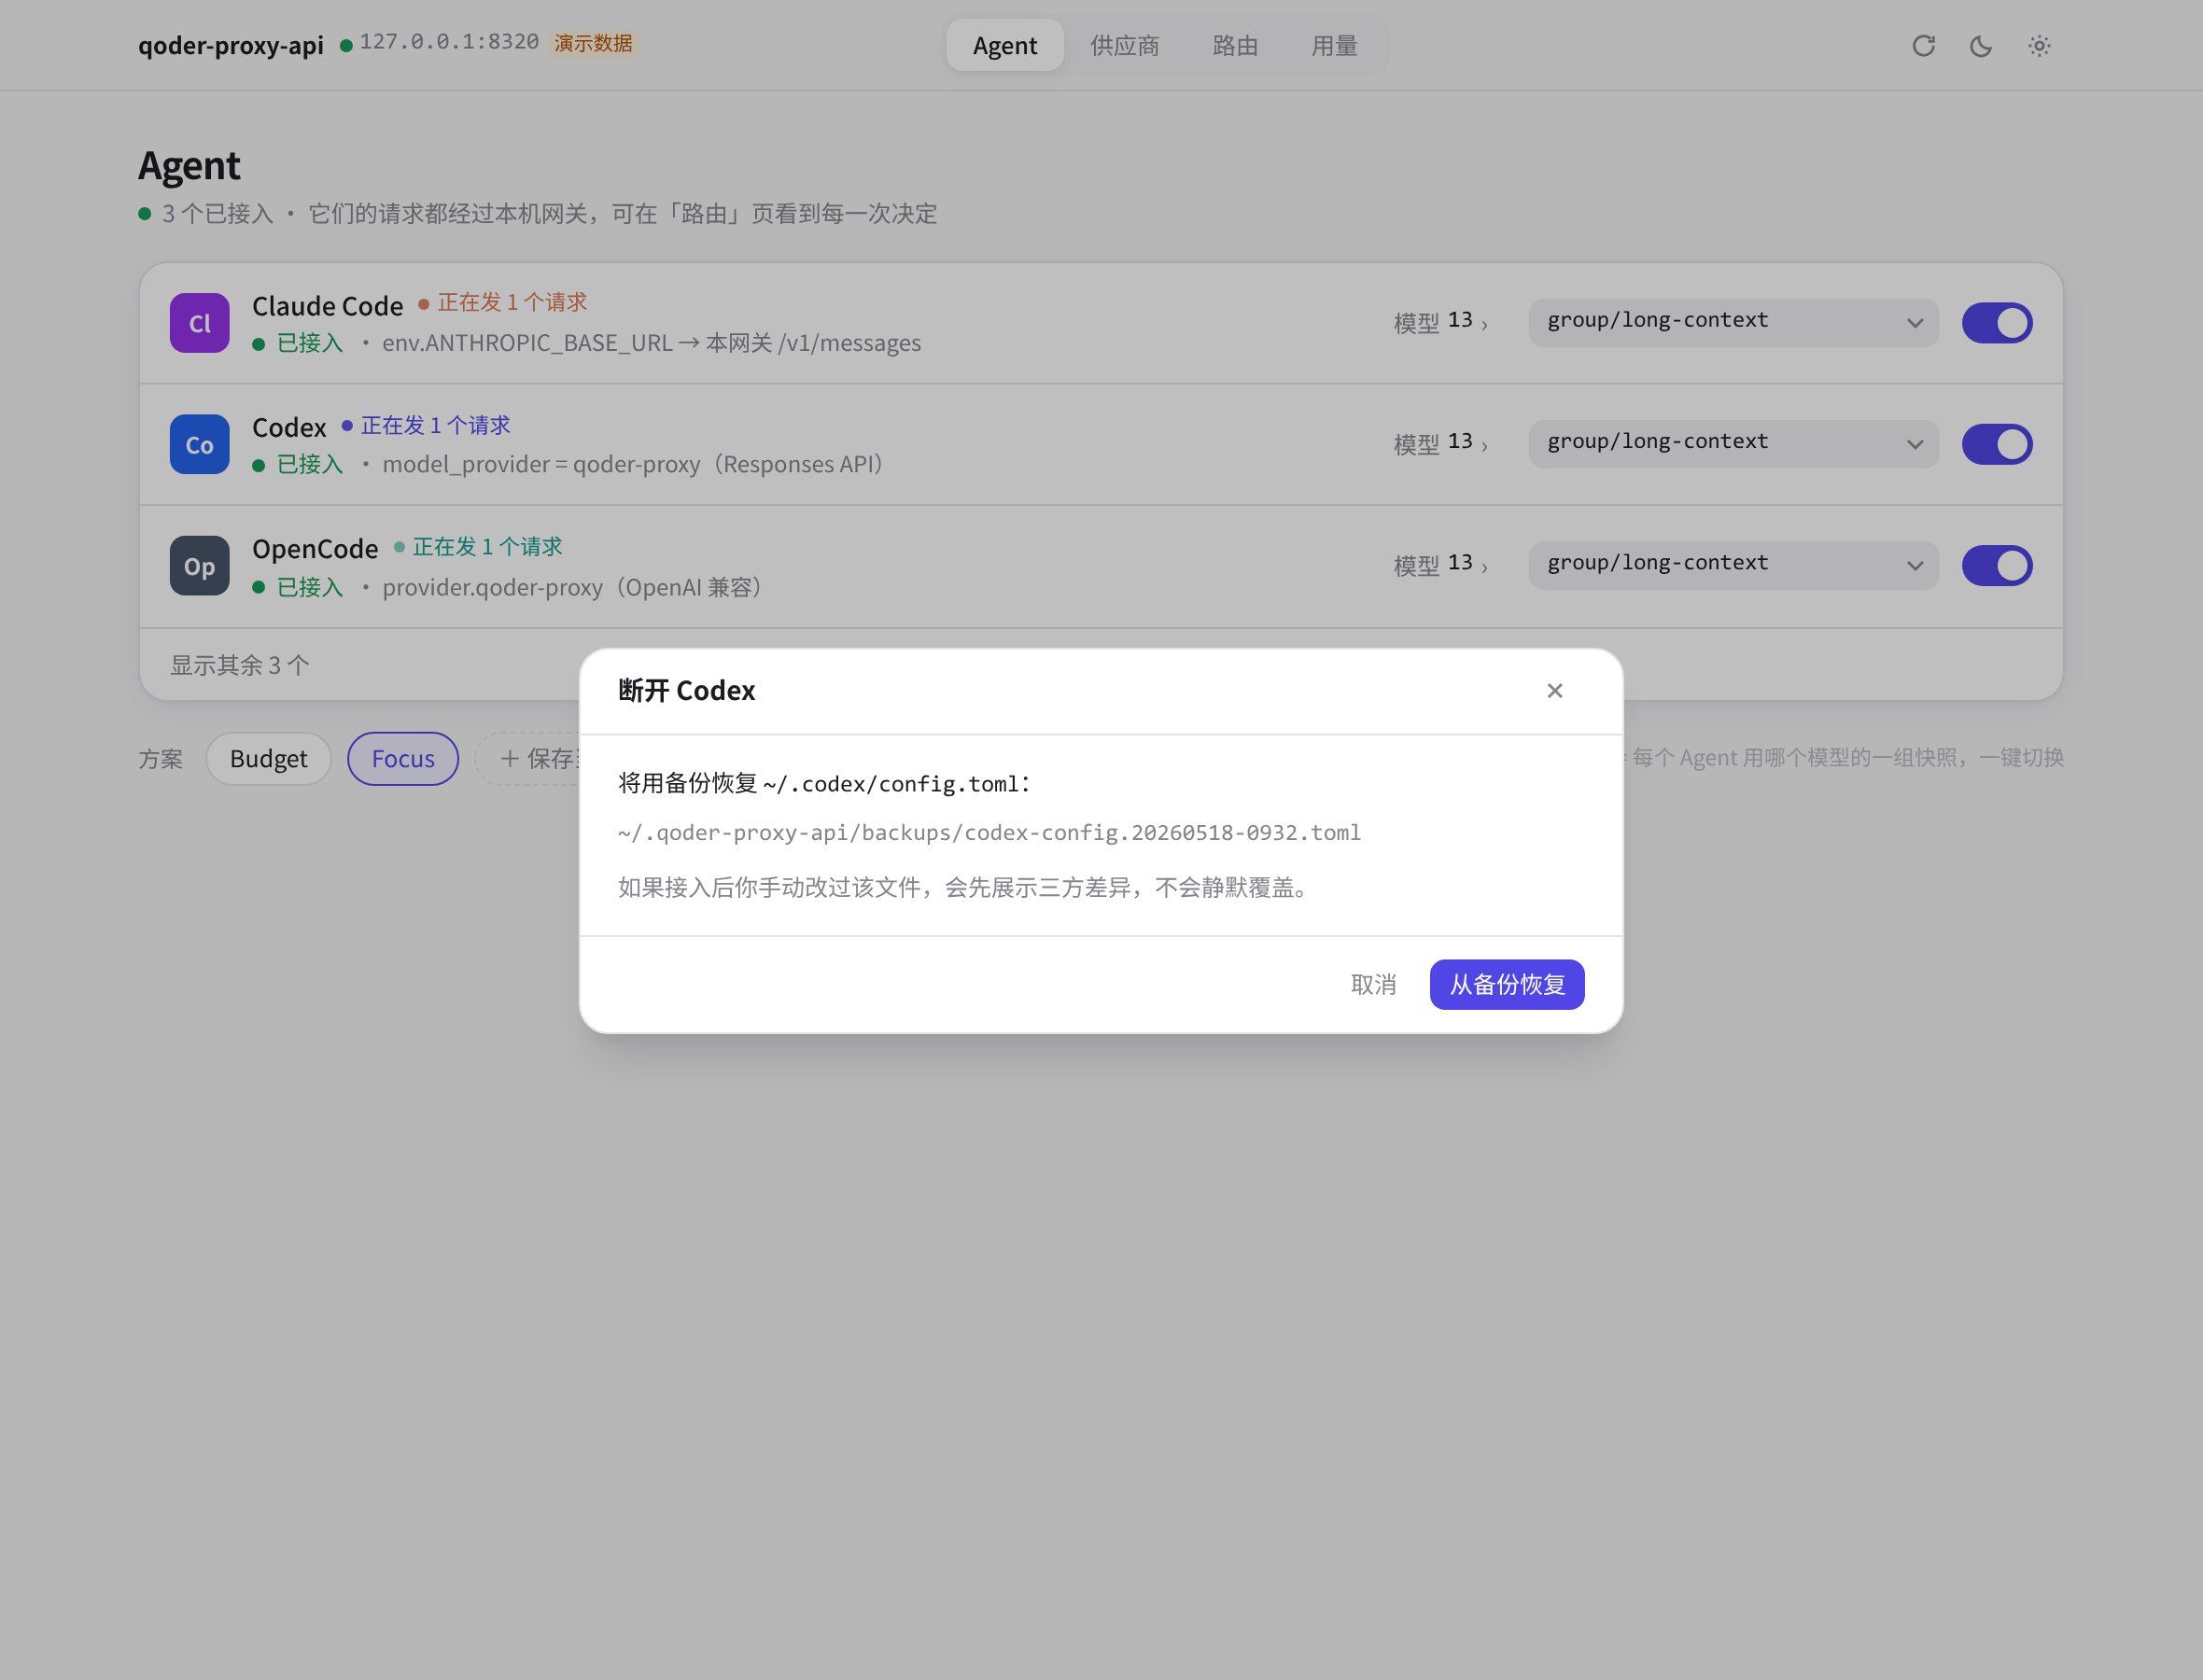 qoder-proxy-api 127.0.0.1:8320 演示数据 Agent 供应商 路由 用量
Agent
3 个已接入 · 它们的请求都经过本机网关，可在「路由」页看到每一次决定
Cl Claude Code 正在发 1 个请求
已接入 · env.ANTHROPIC_BASE_URL → 本网关 /v1/messages
模型 13 › group/long-context
Co Codex 正在发 1 个请求
已接入 · model_provider = qoder-proxy（Responses API）
模型 13 › group/long-context
Op OpenCode 正在发 1 个请求
已接入 · provider.qoder-proxy（OpenAI 兼容）
模型 13 › group/long-context
显示其余 3 个
方案 Budget Focus + 保存
每个 Agent 用哪个模型的一组快照，一键切换
断开 Codex
将用备份恢复 ~/.codex/config.toml：
~/.qoder-proxy-api/backups/codex-config.20260518-0932.toml
如果接入后你手动改过该文件，会先展示三方差异，不会静默覆盖。
取消 从备份恢复